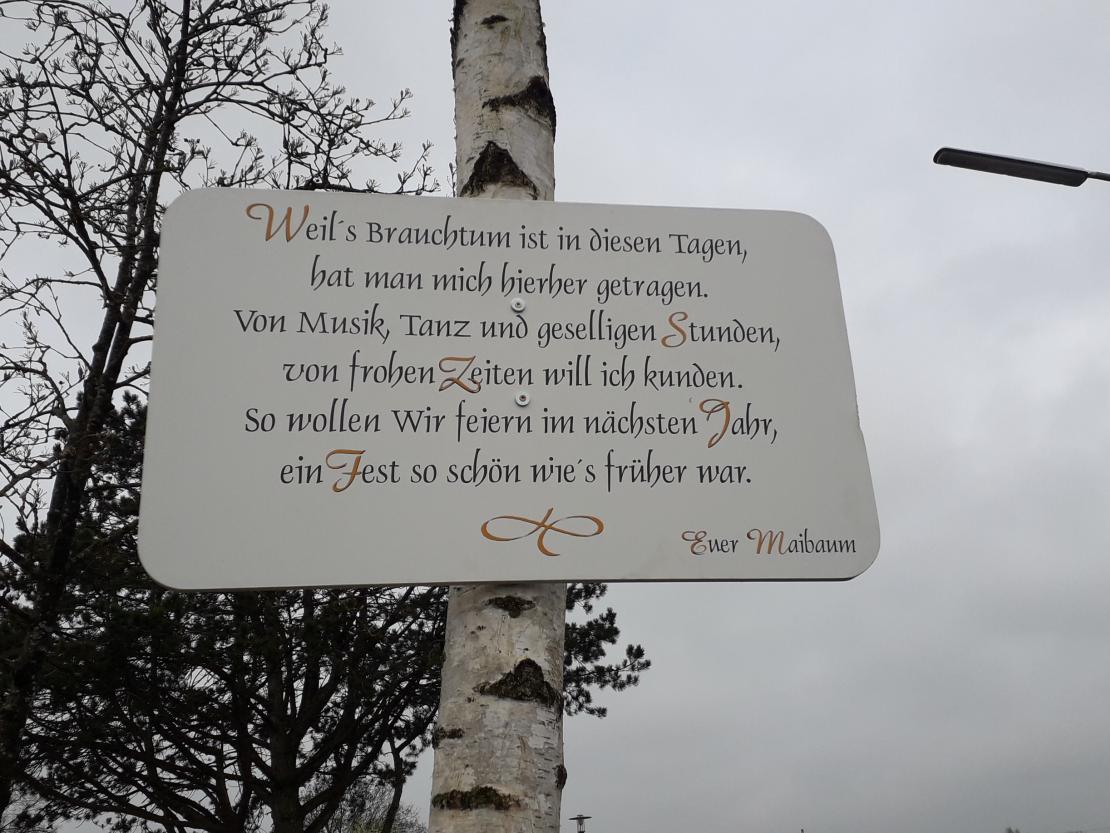 Weil´s Brauchtum ist in diesen Tagen,
hat man mich hierher getragen.
Von Musik, Tanz und geselligen Stunden,
von frohen Zeiten will ich kunden.
So wollen Wir feiern im nächsten Jahr,
ein Fest so schön wie´s früher war.
Euer Maibaum